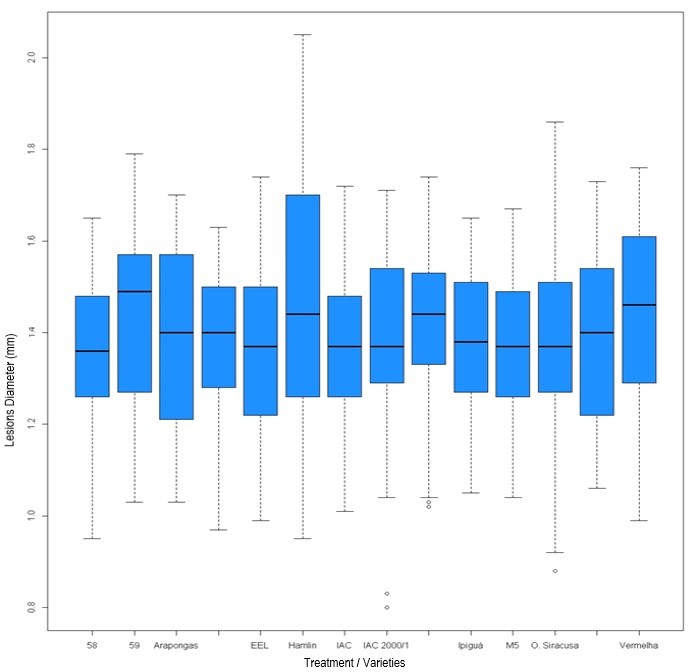 2.0
1.8
1.6
1.4
1.2
1.0
0.8
Lesions Diameter (mm)
58 59 Arapongas EEL Hamlin IAC IAC 2000/1 Ipiguá M5 O. Siracusa Vermelha
Treatment / Varieties